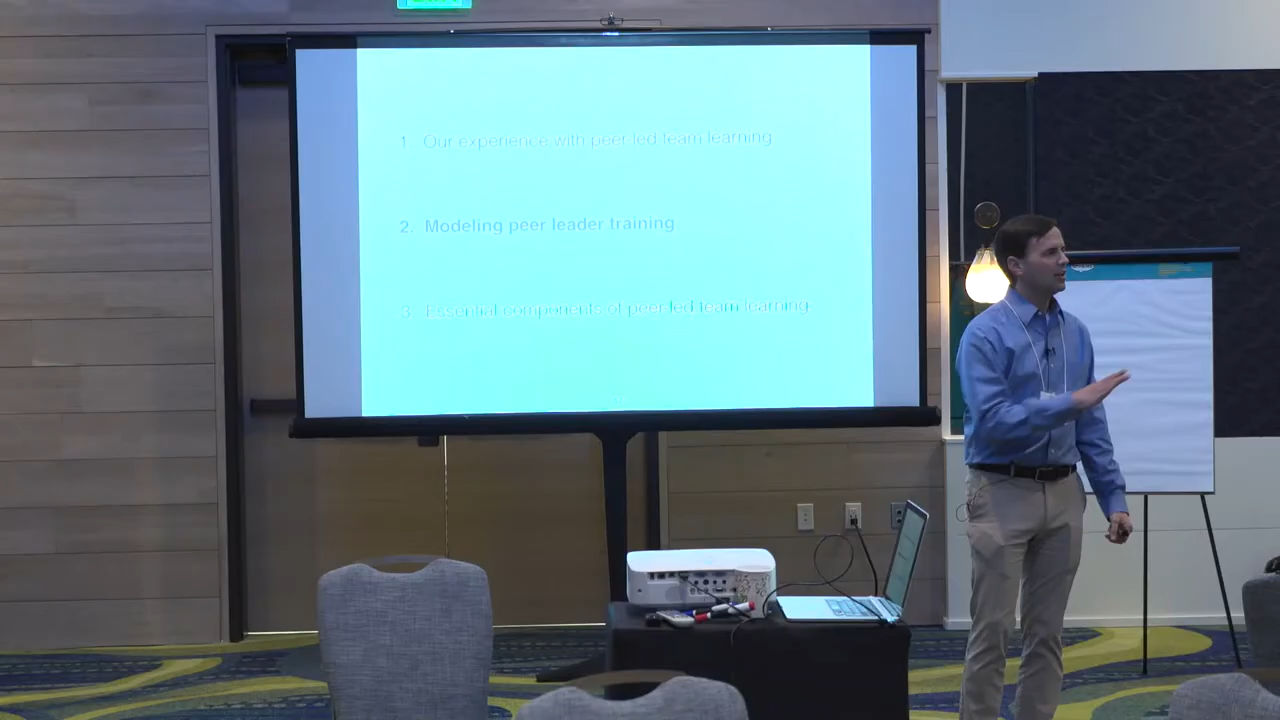 1. Our experience with peer led team learning
2. Modeling peer leader training
3. Essential components of peer-led team learning